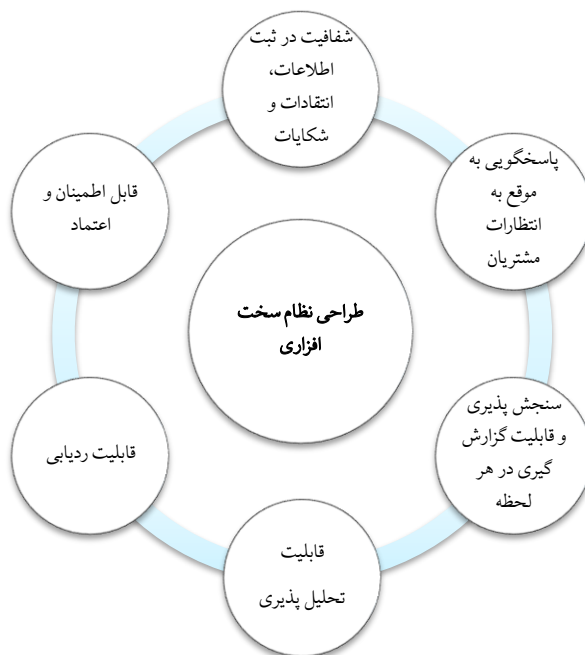 شفافیت در ثبت
اطلاعات،
انتقادات و
شکایات
پاسخگویی به
موقع به
انتظارات
مشتریان
سنجش پذیری
و قابلیت گزارش
گیری در هر
لحظه
قابلیت
تحلیل پذیری
قابلیت ردیابی
قابل اطمینان و
اعتماد
طراحی نظام سخت
افزاری